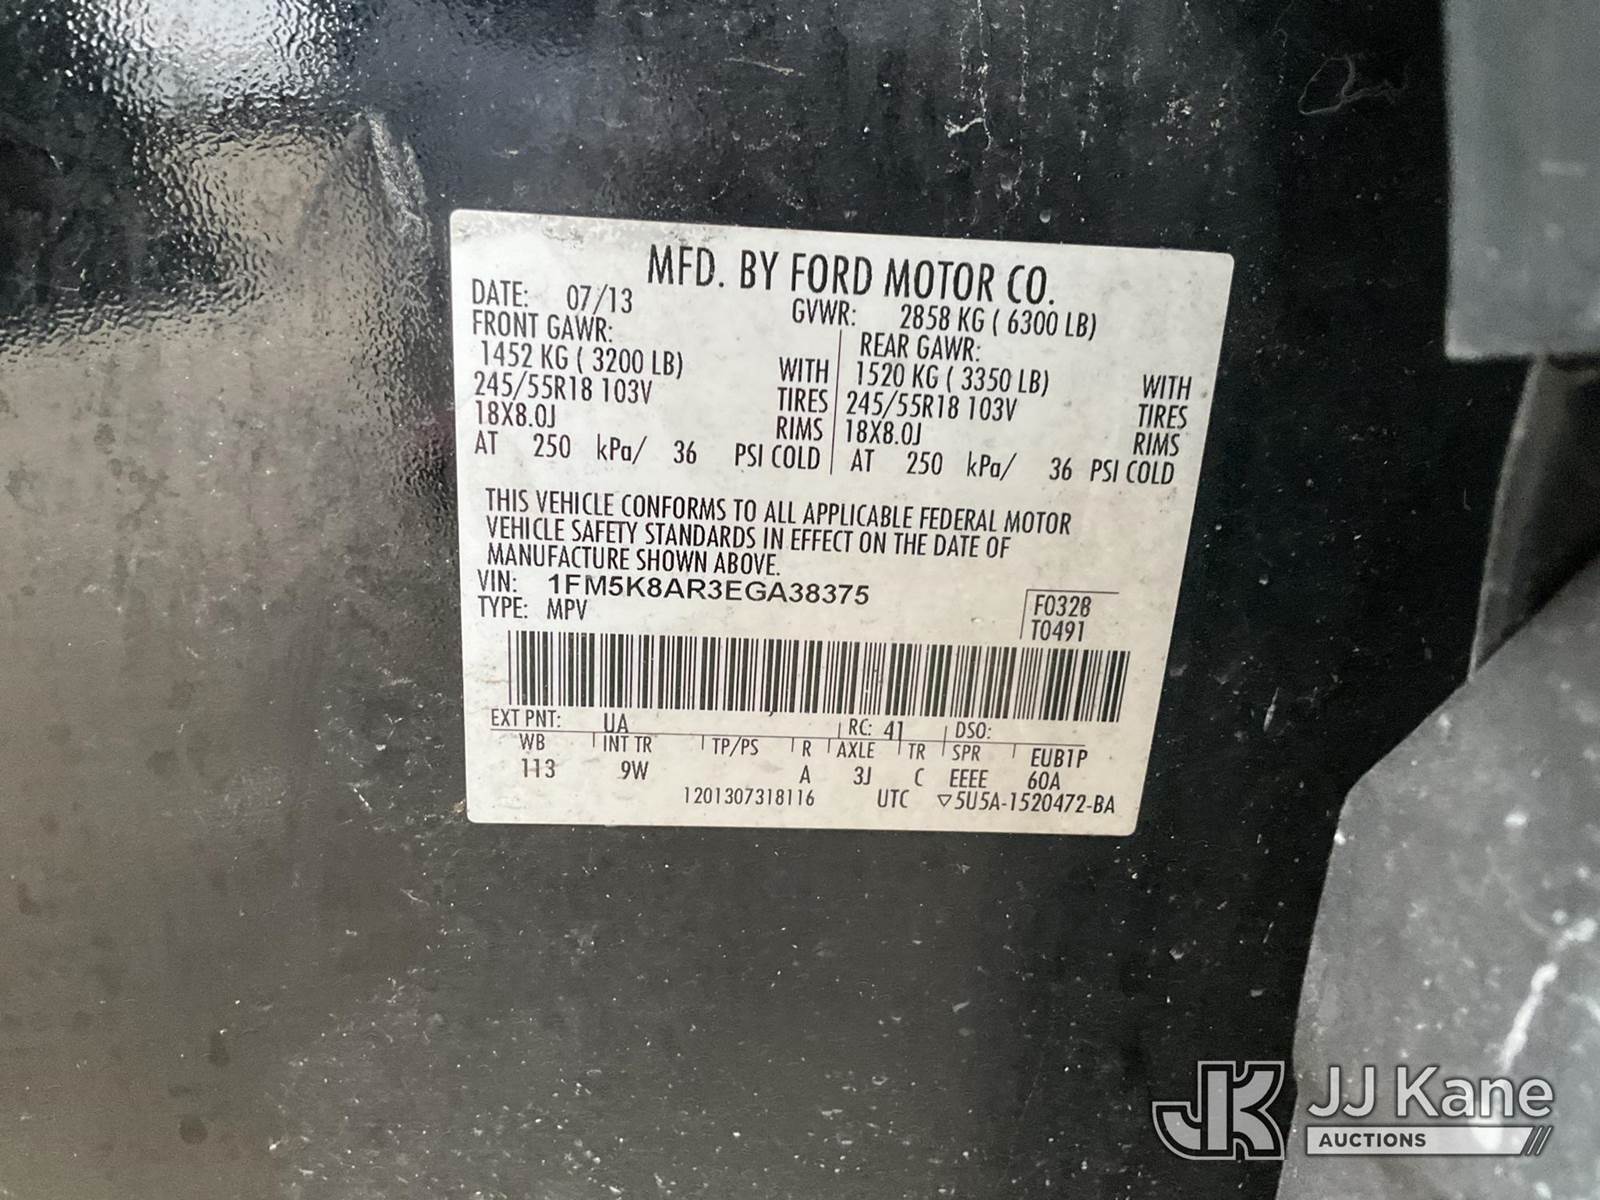 MFD. BY FORD MOTOR CO.
DATE: 07/13 GVWR: 2858 KG ( 6300 LB)
FRONT GAWR: REAR GAWR:
1452 KG ( 3200 LB) WITH 1520 KG ( 3350 LB) WITH
245/55R18 103V TIRES 245/55R18 103V TIRES
18X8.0J RIMS 18X8.0J RIMS
AT 250 kPa/ 36 PSI COLD AT 250 kPa/ 36 PSI COLD
THIS VEHICLE CONFORMS TO ALL APPLICABLE FEDERAL MOTOR
VEHICLE SAFETY STANDARDS IN EFFECT ON THE DATE OF
MANUFACTURE SHOWN ABOVE.
VIN: 1FM5K8AR3EGA38375
TYPE: MPV
F0328
T0491
EXT PNT: UA RC: 41 DSO:
WB INT TR TP/PS R AXLE TR SPR EUB1P
113 9W A 3J C EEEE 60A
1201307318116 UTC ▽5U5A-1520472-BA
JK JJ Kane
AUCTIONS